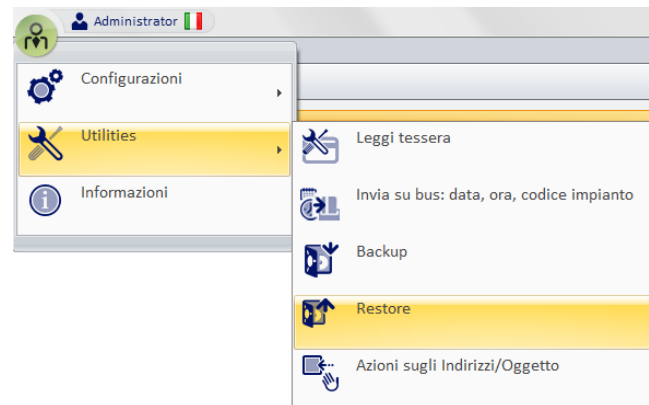 Administrator
Configurazioni
Utilities
Informazioni
Leggi tessera
Invia su bus: data, ora, codice impianto
Backup
Restore
Azioni sugli Indirizzi/Oggetto